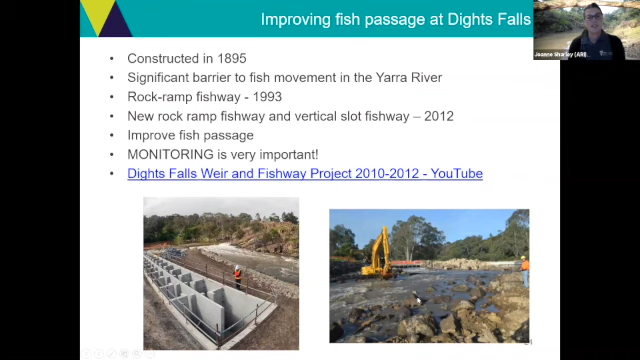 Improving fish passage at Dights Falls
Joanne Sharley (ARI)...
Constructed in 1895
Significant barrier to fish movement in the Yarra River
Rock-ramp fishway - 1993
New rock ramp fishway and vertical slot fishway – 2012
Improve fish passage
MONITORING is very important!
Dights Falls Weir and Fishway Project 2010-2012 - YouTube